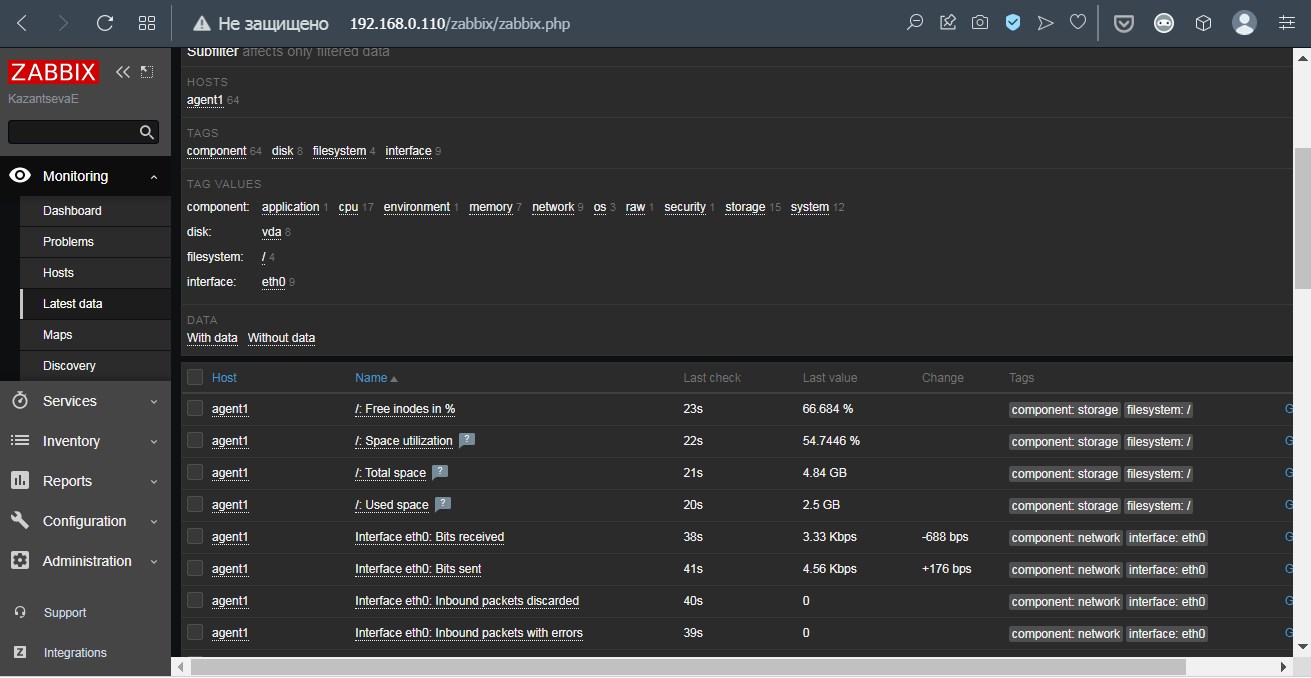 Не защищено 192.168.0.110/zabbix/zabbix.php
ZABBIX
KazantsevaE
Monitoring
Dashboard
Problems
Hosts
Latest data
Maps
Discovery
Services
Inventory
Reports
Configuration
Administration
Support
Z Integrations
Subfilter affects only filtered data
HOSTS
agent1 64
TAGS
component 64 disk 8 filesystem 4 interface 9
TAG VALUES
component: application 1 cpu 17 environment 1 memory 7 network 9 os 3 raw 1 security 1 storage 15 system 12
disk: vda 8
filesystem: / 4
interface: eth0 9
DATA
With data Without data
Host Name Last check Last value Change Tags
agent1 /: Free inodes in % 23s 66.684 % component: storage filesystem: / G
agent1 /: Space utilization ? 22s 54.7446 % component: storage filesystem: / G
agent1 /: Total space ? 21s 4.84 GB component: storage filesystem: / G
agent1 /: Used space ? 20s 2.5 GB component: storage filesystem: / G
agent1 Interface eth0: Bits received 38s 3.33 Kbps -688 bps component: network interface: eth0 G
agent1 Interface eth0: Bits sent 41s 4.56 Kbps +176 bps component: network interface: eth0 G
agent1 Interface eth0: Inbound packets discarded 40s 0 component: network interface: eth0 G
agent1 Interface eth0: Inbound packets with errors 39s 0 component: network interface: eth0 G